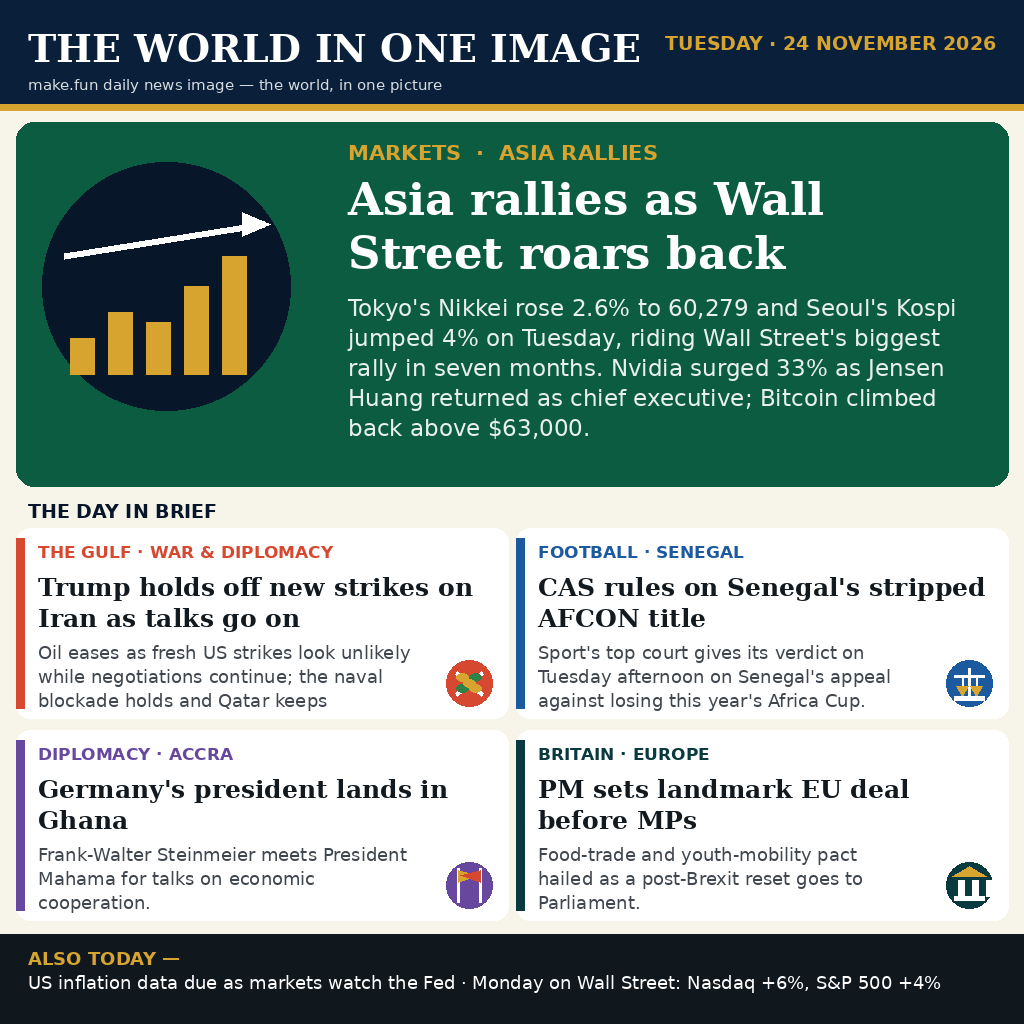 THE WORLD IN ONE IMAGE
TUESDAY · 24 NOVEMBER 2026
make.fun daily news image — the world, in one picture
MARKETS · ASIA RALLIES
Asia rallies as Wall
Street roars back
Tokyo's Nikkei rose 2.6% to 60,279 and Seoul's Kospi
jumped 4% on Tuesday, riding Wall Street's biggest
rally in seven months. Nvidia surged 33% as Jensen
Huang returned as chief executive; Bitcoin climbed
back above $63,000.
THE DAY IN BRIEF
THE GULF · WAR & DIPLOMACY
Trump holds off new strikes on
Iran as talks go on
Oil eases as fresh US strikes look unlikely
while negotiations continue; the naval
blockade holds and Qatar keeps
FOOTBALL · SENEGAL
CAS rules on Senegal's stripped
AFCON title
Sport's top court gives its verdict on
Tuesday afternoon on Senegal's appeal
against losing this year's Africa Cup.
DIPLOMACY · ACCRA
Germany's president lands in
Ghana
Frank-Walter Steinmeier meets President
Mahama for talks on economic
cooperation.
BRITAIN · EUROPE
PM sets landmark EU deal
before MPs
Food-trade and youth-mobility pact
hailed as a post-Brexit reset goes to
Parliament.
ALSO TODAY —
US inflation data due as markets watch the Fed · Monday on Wall Street: Nasdaq +6%, S&P 500 +4%